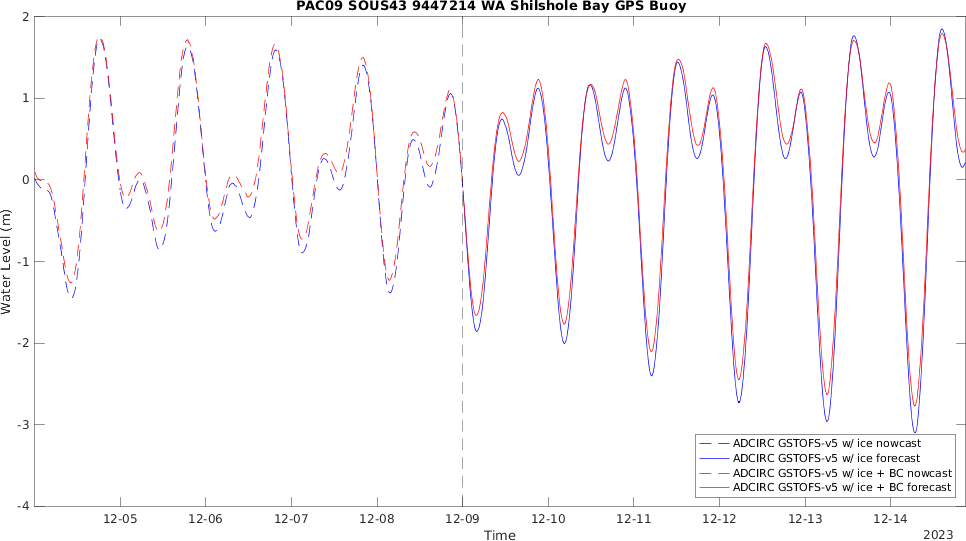 PAC09 SOUS43 9447214 WA Shilshole Bay GPS Buoy
2
1
0
-1
-2
-3
-4
Water Level (m)
ADCIRC GSTOFS-v5 w/ ice nowcast
ADCIRC GSTOFS-v5 w/ ice forecast
ADCIRC GSTOFS-v5 w/ ice + BC nowcast
ADCIRC GSTOFS-v5 w/ ice + BC forecast
12-05 12-06 12-07 12-08 12-09 12-10 12-11 12-12 12-13 12-14
Time
2023